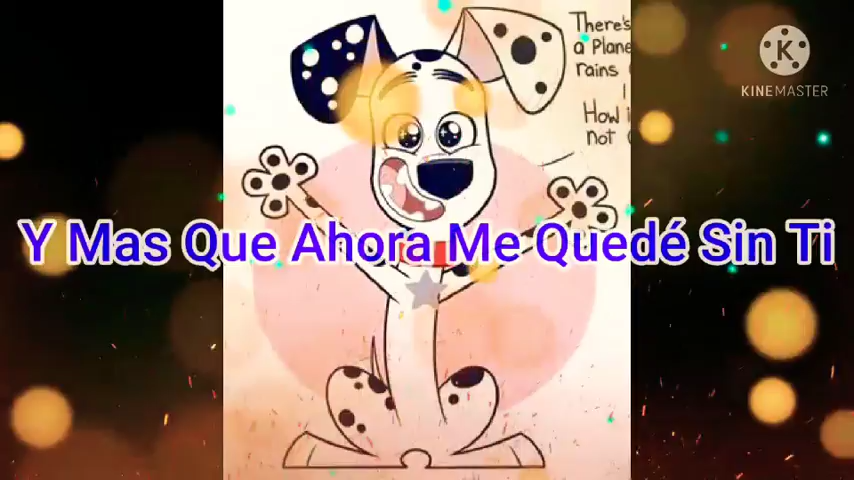 There's
a Plane
rains
How i
not
KINEMASTER
Y Mas Que Ahora Me Quedé Sin Ti